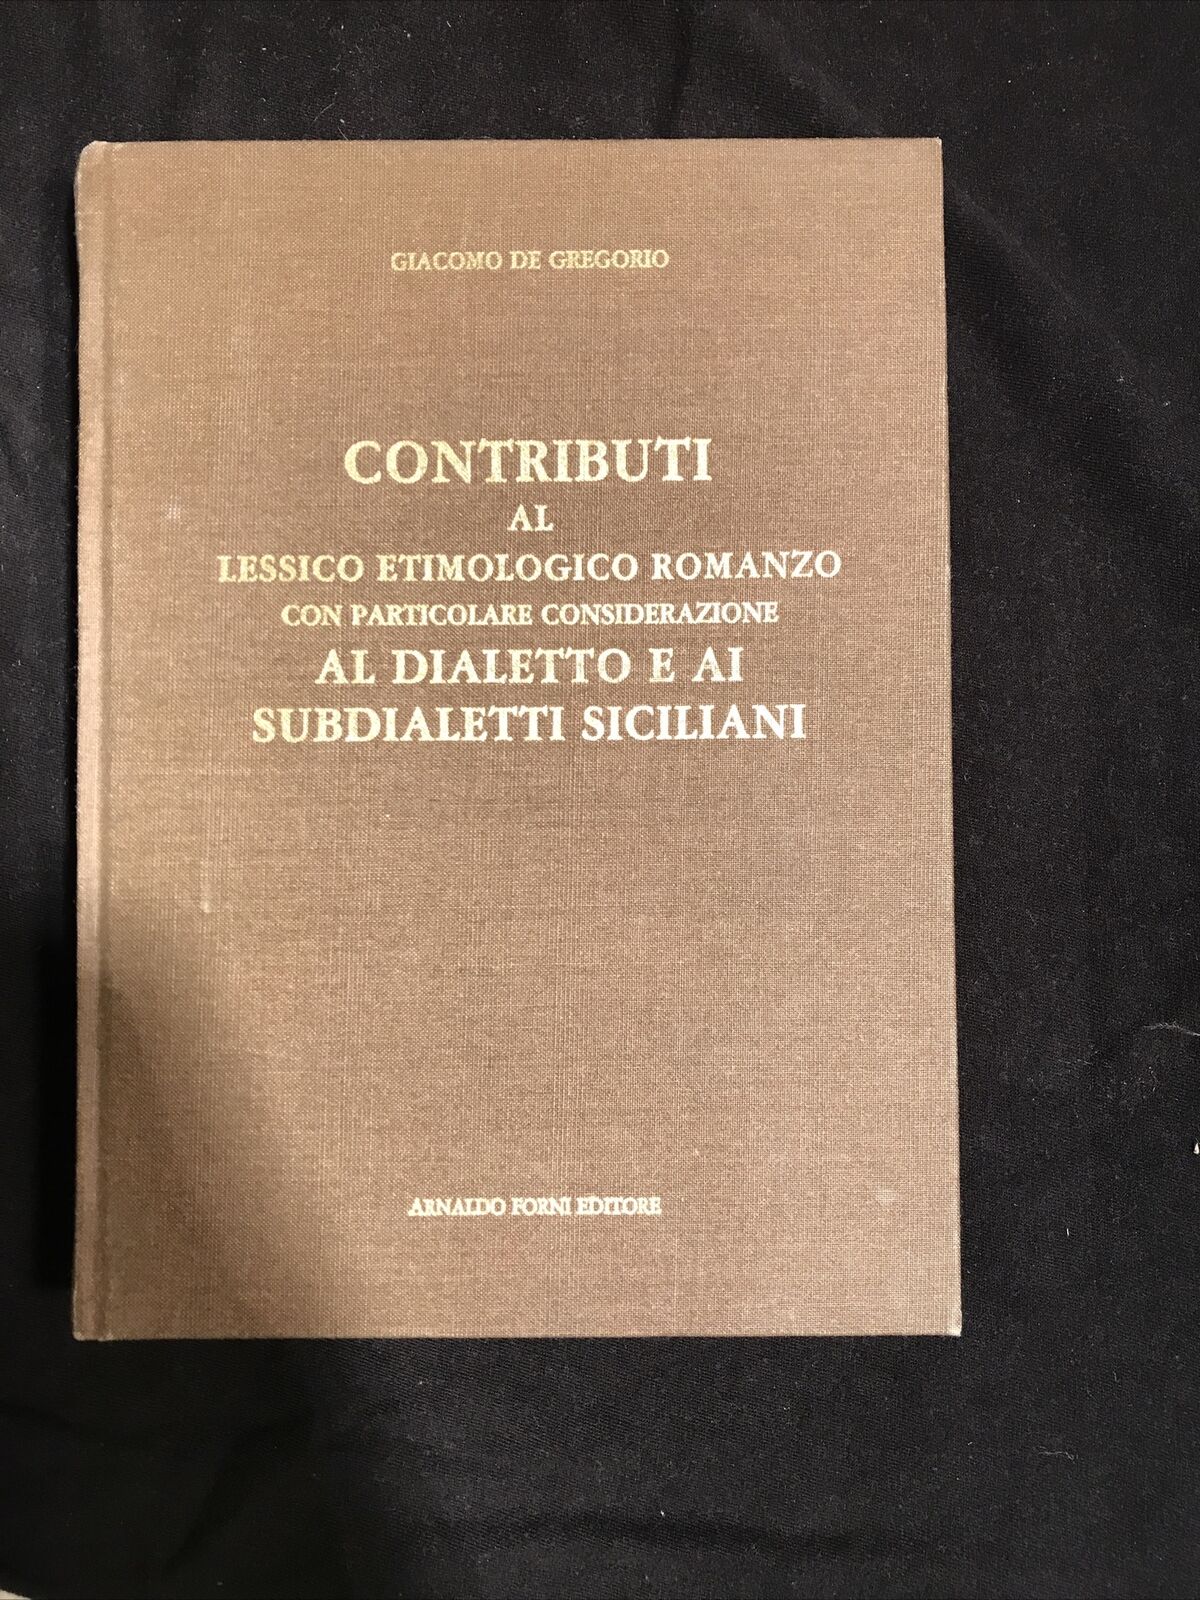 GIACOMO DE GREGORIO
CONTRIBUTI
AL
LESSICO ETIMOLOGICO ROMANZO
CON PARTICOLARE CONSIDERAZIONE
AL DIALETTO E AI
SUBDIALETTI SICILIANI
ARNALDO FORNI EDITORE